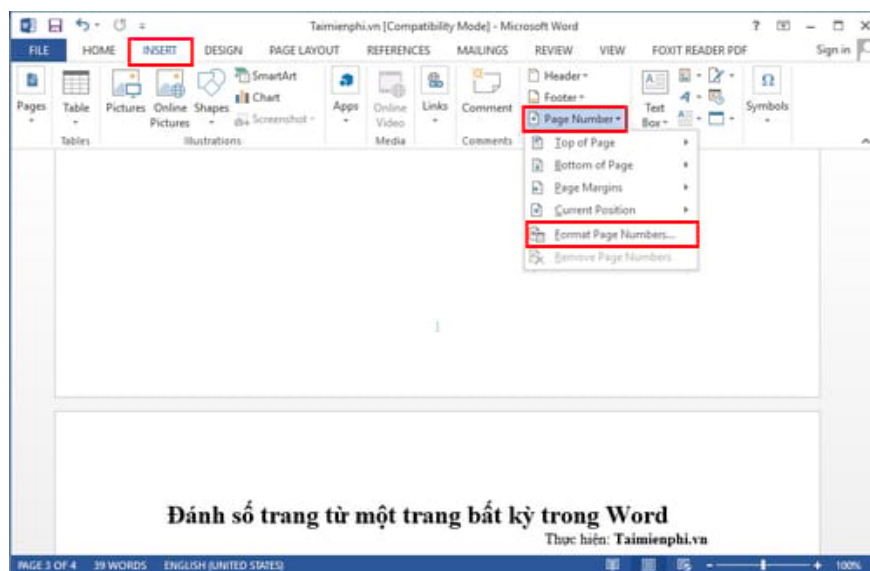 Taimienphi.vn [Compatibility Mode] - Microsoft Word
FILE HOME INSERT DESIGN PAGE LAYOUT REFERENCES MAILINGS REVIEW VIEW FOXIT READER PDF Sign in
Pages
Table
Tables
Pictures Online Pictures Shapes
SmartArt
Chart
Screenshot
Illustrations
Apps
Online Video
Media
Links
Comment
Comments
Header
Footer
Page Number
Text Box
Symbols
Top of Page
Bottom of Page
Page Margins
Current Position
Format Page Numbers...
Remove Page Numbers
1
Đánh số trang từ một trang bất kỳ trong Word
Thực hiện: Taimienphi.vn
PAGE 3 OF 4 39 WORDS ENGLISH (UNITED STATES) 100%